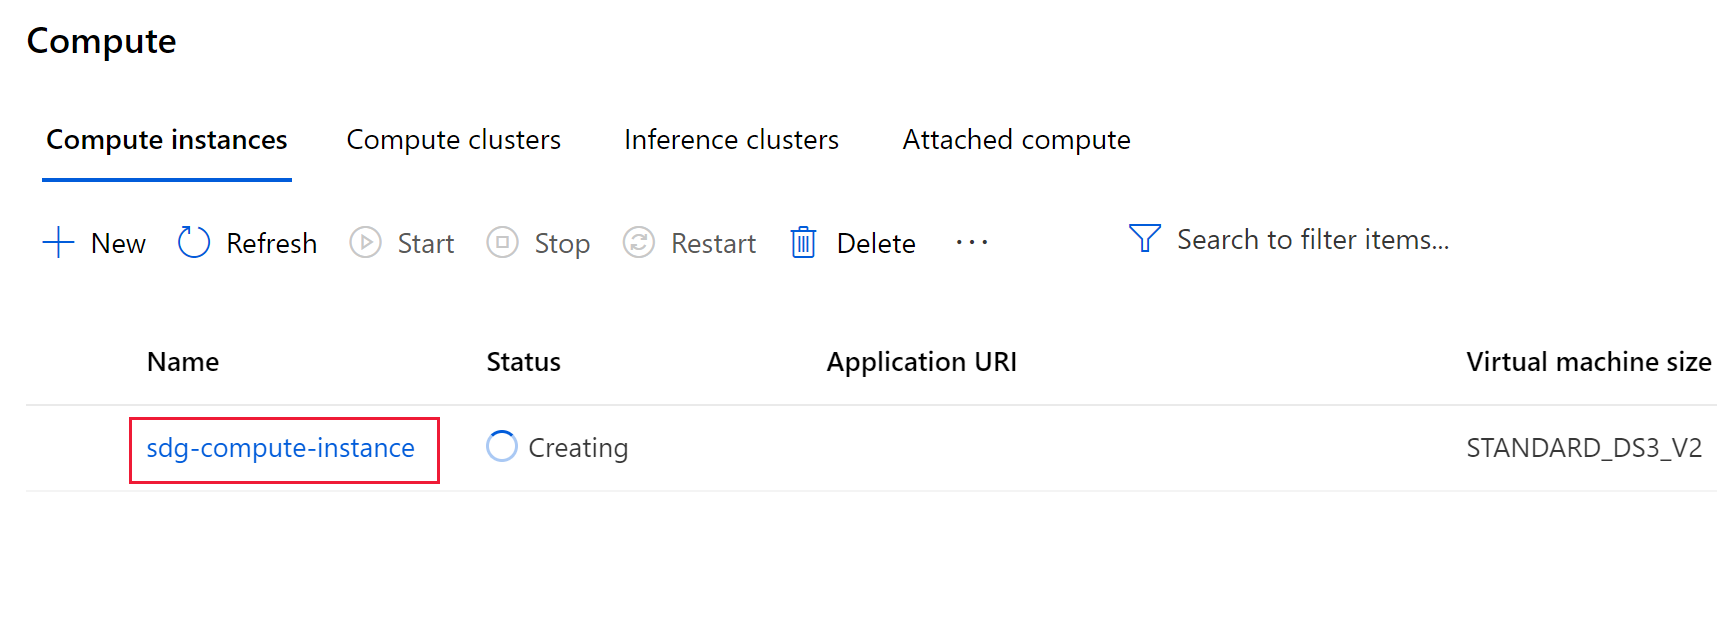 Compute
Compute instances Compute clusters Inference clusters Attached compute
New Refresh Start Stop Restart Delete ... Search to filter items...
Name Status Application URI Virtual machine size
sdg-compute-instance Creating STANDARD_DS3_V2